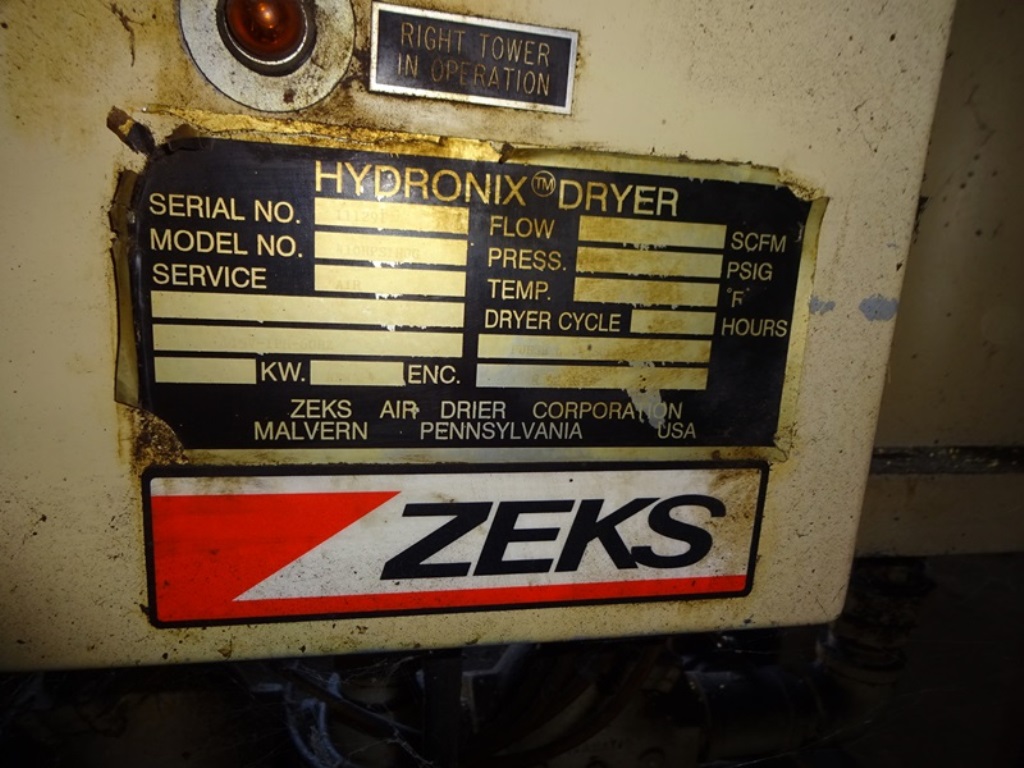 RIGHT TOWER
IN OPERATION
HYDRONIX™ DRYER
SERIAL NO.
MODEL NO.
SERVICE AIR
KW. ENC.
FLOW SCFM
PRESS. PSIG
TEMP. °F
DRYER CYCLE HOURS
ZEKS AIR DRIER CORPORATION
MALVERN PENNSYLVANIA USA
ZEKS